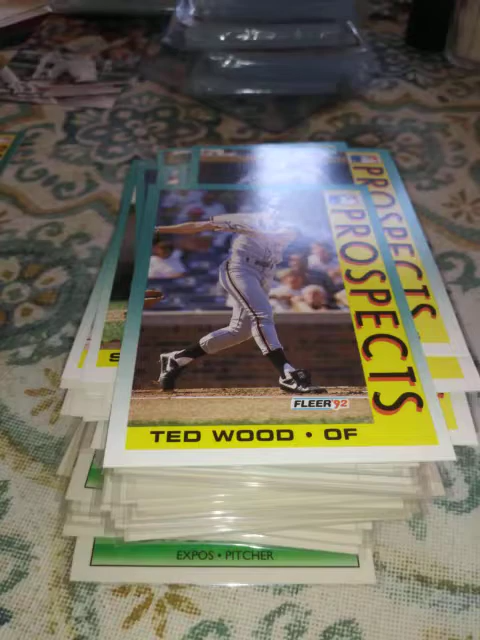 PROSPECTS
PROSPECTS
FLEER '92
TED WOOD • OF
S
EXPOS • PITCHER